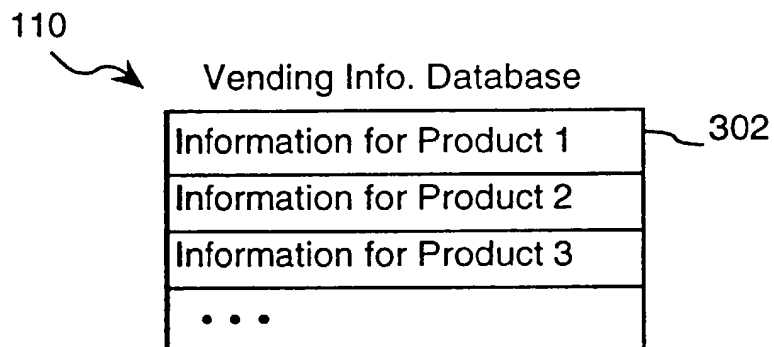 110
Vending Info. Database
Information for Product 1
302
Information for Product 2
Information for Product 3
• • •